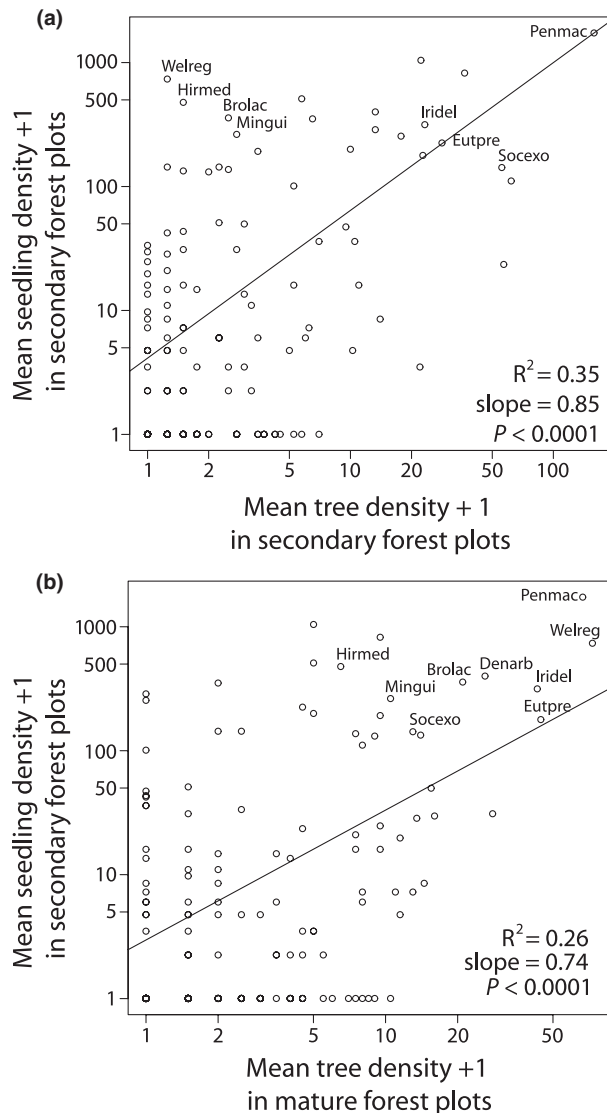 (a)
Mean seedling density +1
in secondary forest plots
1000
500
100
50
10
5
1
Penmac
Welreg
Hirmed
Brolac
Mingui
Iridel
Eutpre
Socexo
R² = 0.35
slope = 0.85
P < 0.0001
1 2 5 10 20 50 100
Mean tree density + 1
in secondary forest plots
(b)
Mean seedling density +1
in secondary forest plots
1000
500
100
50
10
5
1
Penmac
Welreg
Hirmed
Brolac
Denarb
Iridel
Mingui
Socexo
Eutpre
R² = 0.26
slope = 0.74
P < 0.0001
1 2 5 10 20 50
Mean tree density +1
in mature forest plots